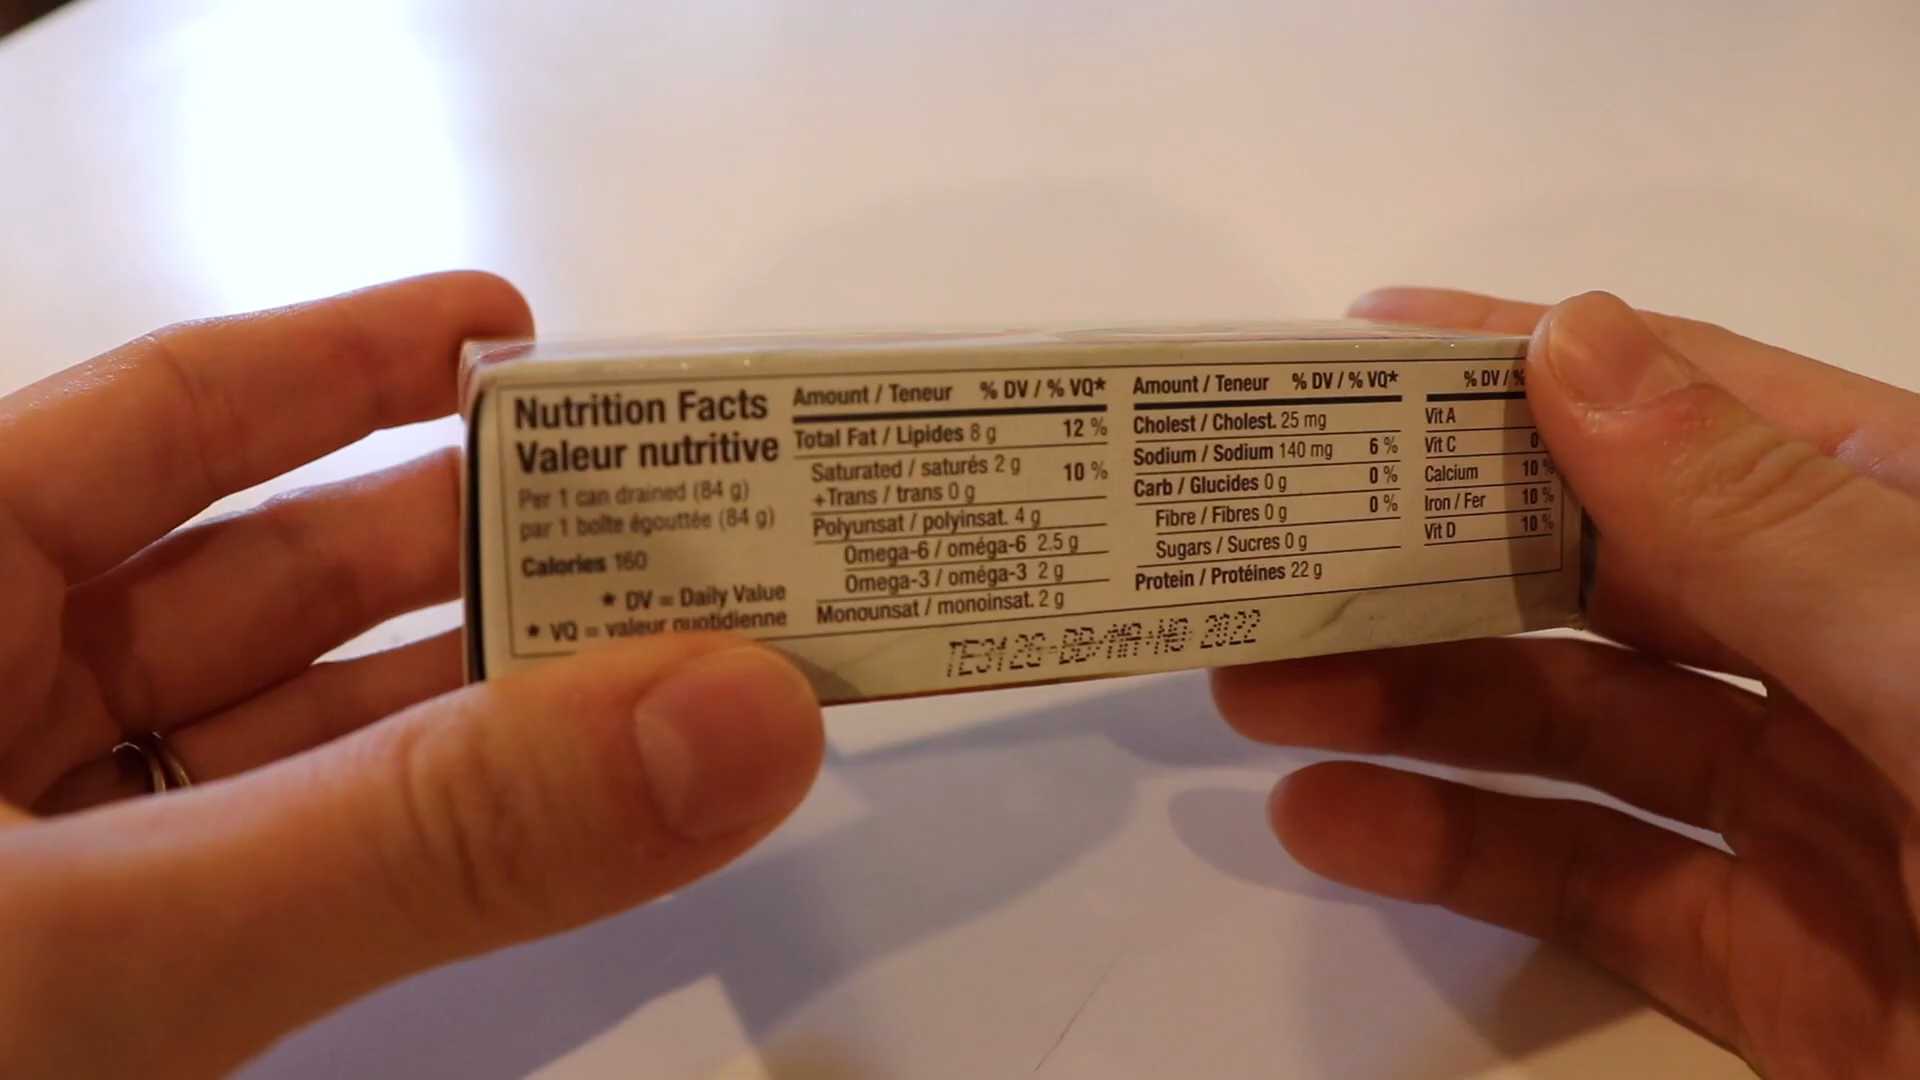 Nutrition Facts
Valeur nutritive
Per 1 can drained (84 g)
par 1 boîte égouttée (84 g)
Calories 160
* DV = Daily Value
* VQ = valeur quotidienne
Amount / Teneur % DV / % VQ*
Total Fat / Lipides 8 g 12 %
Saturated / saturés 2 g 10 %
+Trans / trans 0 g
Polyunsat / polyinsat. 4 g
Omega-6 / oméga-6 2.5 g
Omega-3 / oméga-3 2 g
Monounsat / monoinsat. 2 g
Amount / Teneur % DV / % VQ*
Cholest / Cholest. 25 mg
Sodium / Sodium 140 mg 6 %
Carb / Glucides 0 g 0 %
Fibre / Fibres 0 g 0 %
Sugars / Sucres 0 g
Protein / Protéines 22 g
% DV / %
Vit A
Vit C 0
Calcium 10 %
Iron / Fer 10 %
Vit D 10 %
2022